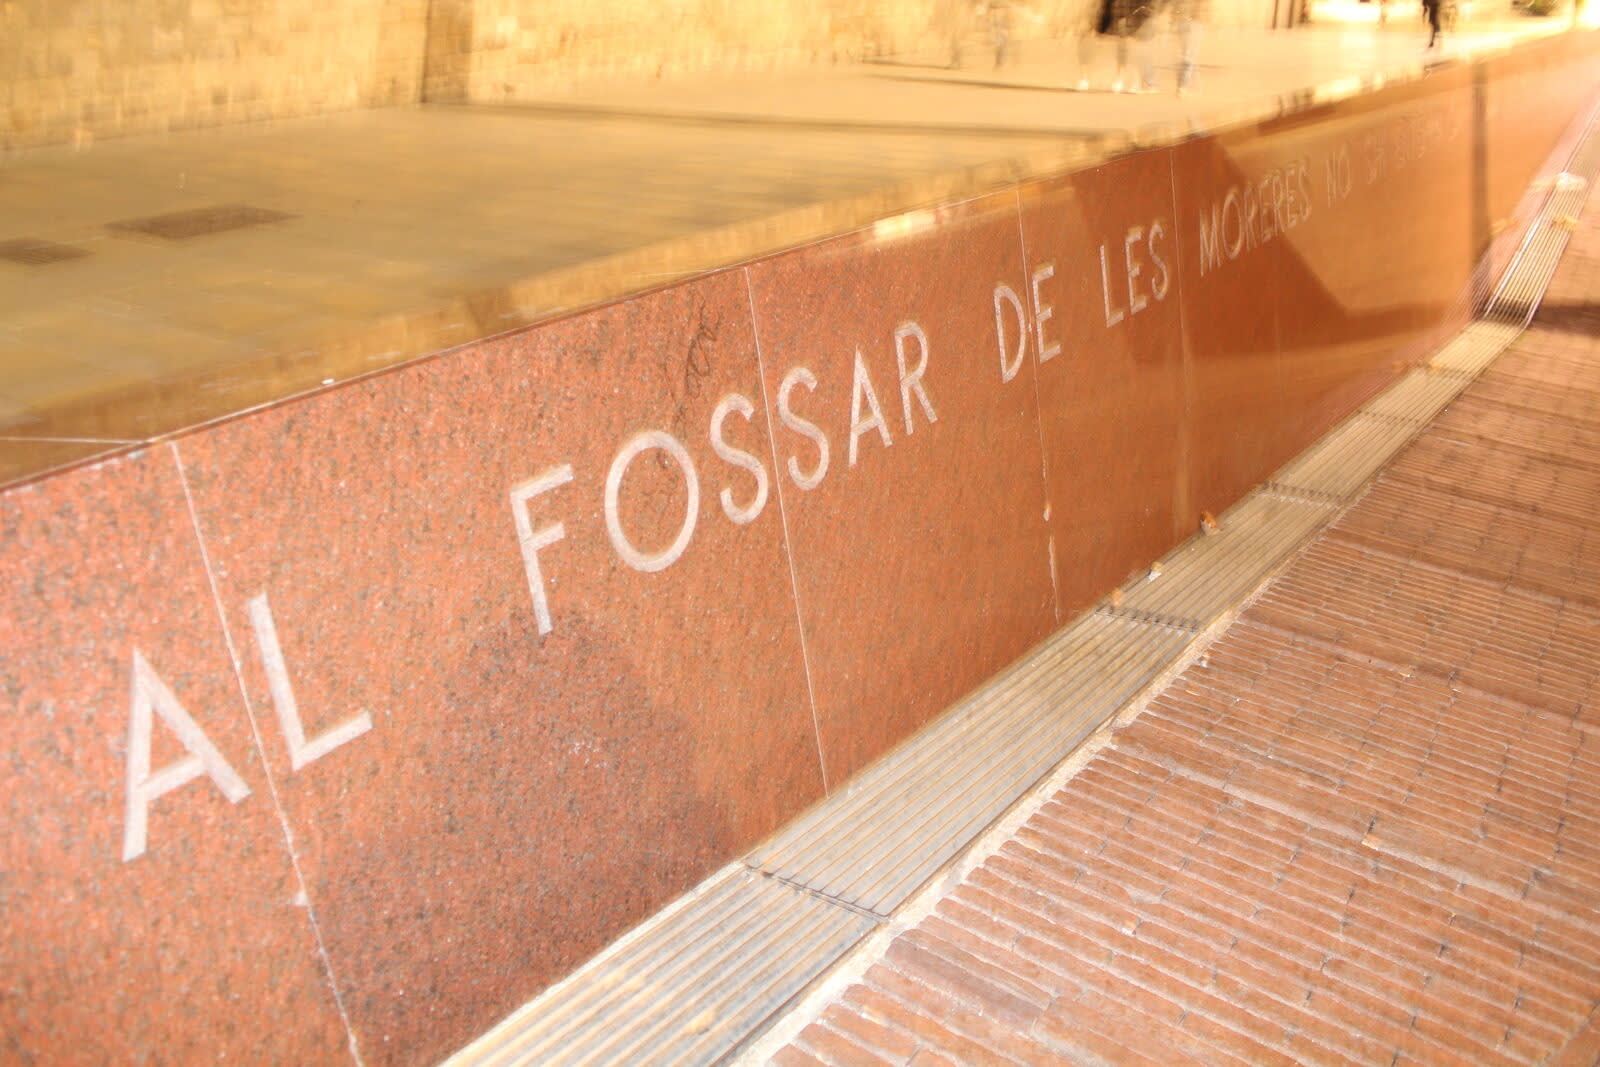 AL FOSSAR DE LES MORERES NO